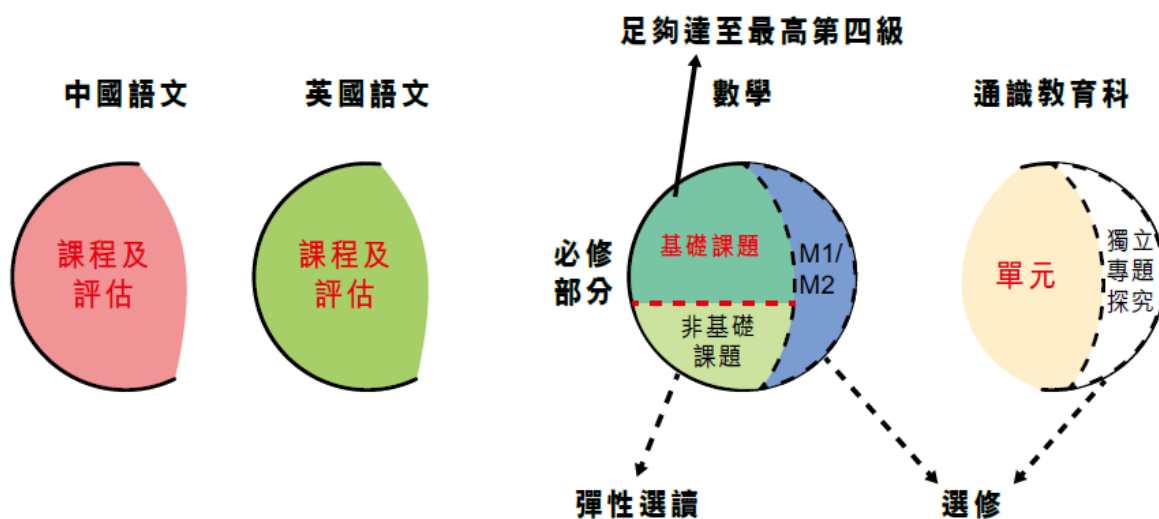 足夠達至最高第四級
中國語文
英國語文
數學
通識教育科
課程及
評估
課程及
評估
必修
部分
基礎課題
M1/
M2
非基礎
課題
單元
獨立
專題
探究
彈性選讀
選修